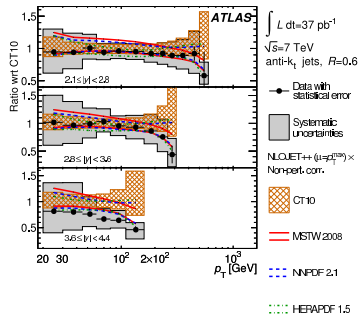 ATLAS
Ratio wrt CT10
1.5
1
0.5
2.1≤|y|<2.8
1.5
1
0.5
2.8≤|y|<3.6
1.5
1
0.5
3.6≤|y|<4.4
20 30 10² 2×10² 10³
p_T [GeV]
∫ L dt=37 pb⁻¹
√s=7 TeV
anti-k_t jets, R=0.6
Data with
statistical error
Systematic
uncertainties
NLOJET++ (μ=p_T^max) ×
Non-pert. corr.
CT10
MSTW 2008
NNPDF 2.1
HERAPDF 1.5